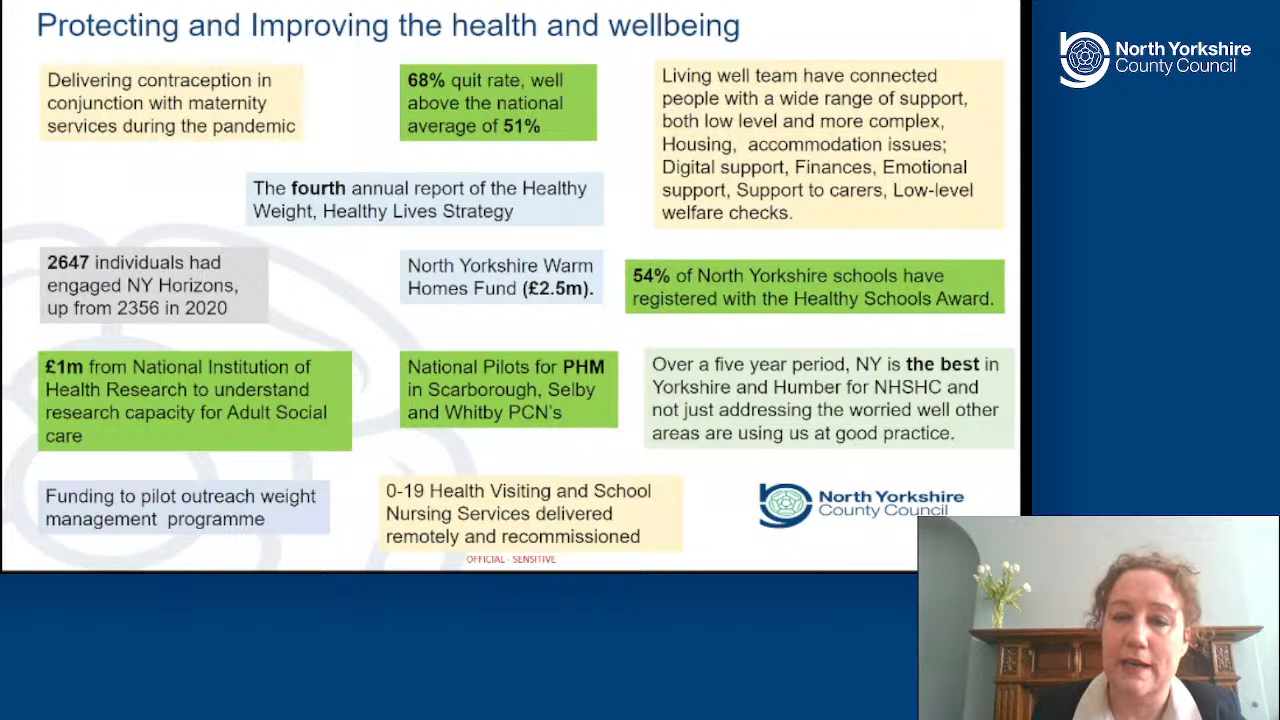 Protecting and Improving the health and wellbeing
North Yorkshire
County Council
Delivering contraception in
conjunction with maternity
services during the pandemic
68% quit rate, well
above the national
average of 51%
Living well team have connected
people with a wide range of support,
both low level and more complex,
Housing, accommodation issues;
Digital support, Finances, Emotional
support, Support to carers, Low-level
welfare checks.
The fourth annual report of the Healthy
Weight, Healthy Lives Strategy
2647 individuals had
engaged NY Horizons,
up from 2356 in 2020
North Yorkshire Warm
Homes Fund (£2.5m).
54% of North Yorkshire schools have
registered with the Healthy Schools Award.
£1m from National Institution of
Health Research to understand
research capacity for Adult Social
care
National Pilots for PHM
in Scarborough, Selby
and Whitby PCN's
Over a five year period, NY is the best in
Yorkshire and Humber for NHSHC and
not just addressing the worried well other
areas are using us at good practice.
Funding to pilot outreach weight
management programme
0-19 Health Visiting and School
Nursing Services delivered
remotely and recommissioned
North Yorkshire
County Council
OFFICIAL - SENSITIVE